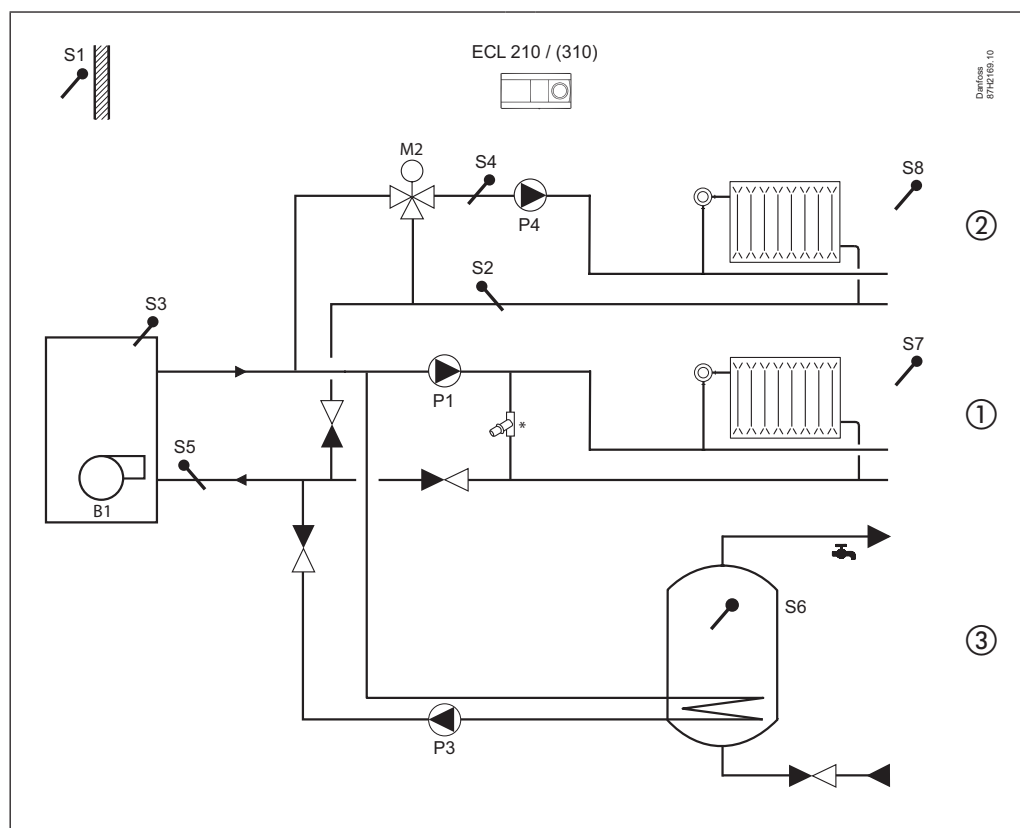 S1
ECL 210 / (310)
Danfoss
87H2169.10
M2
S4
S8
P4
②
S2
S3
S7
P1
*
①
S5
B1
S6
③
P3